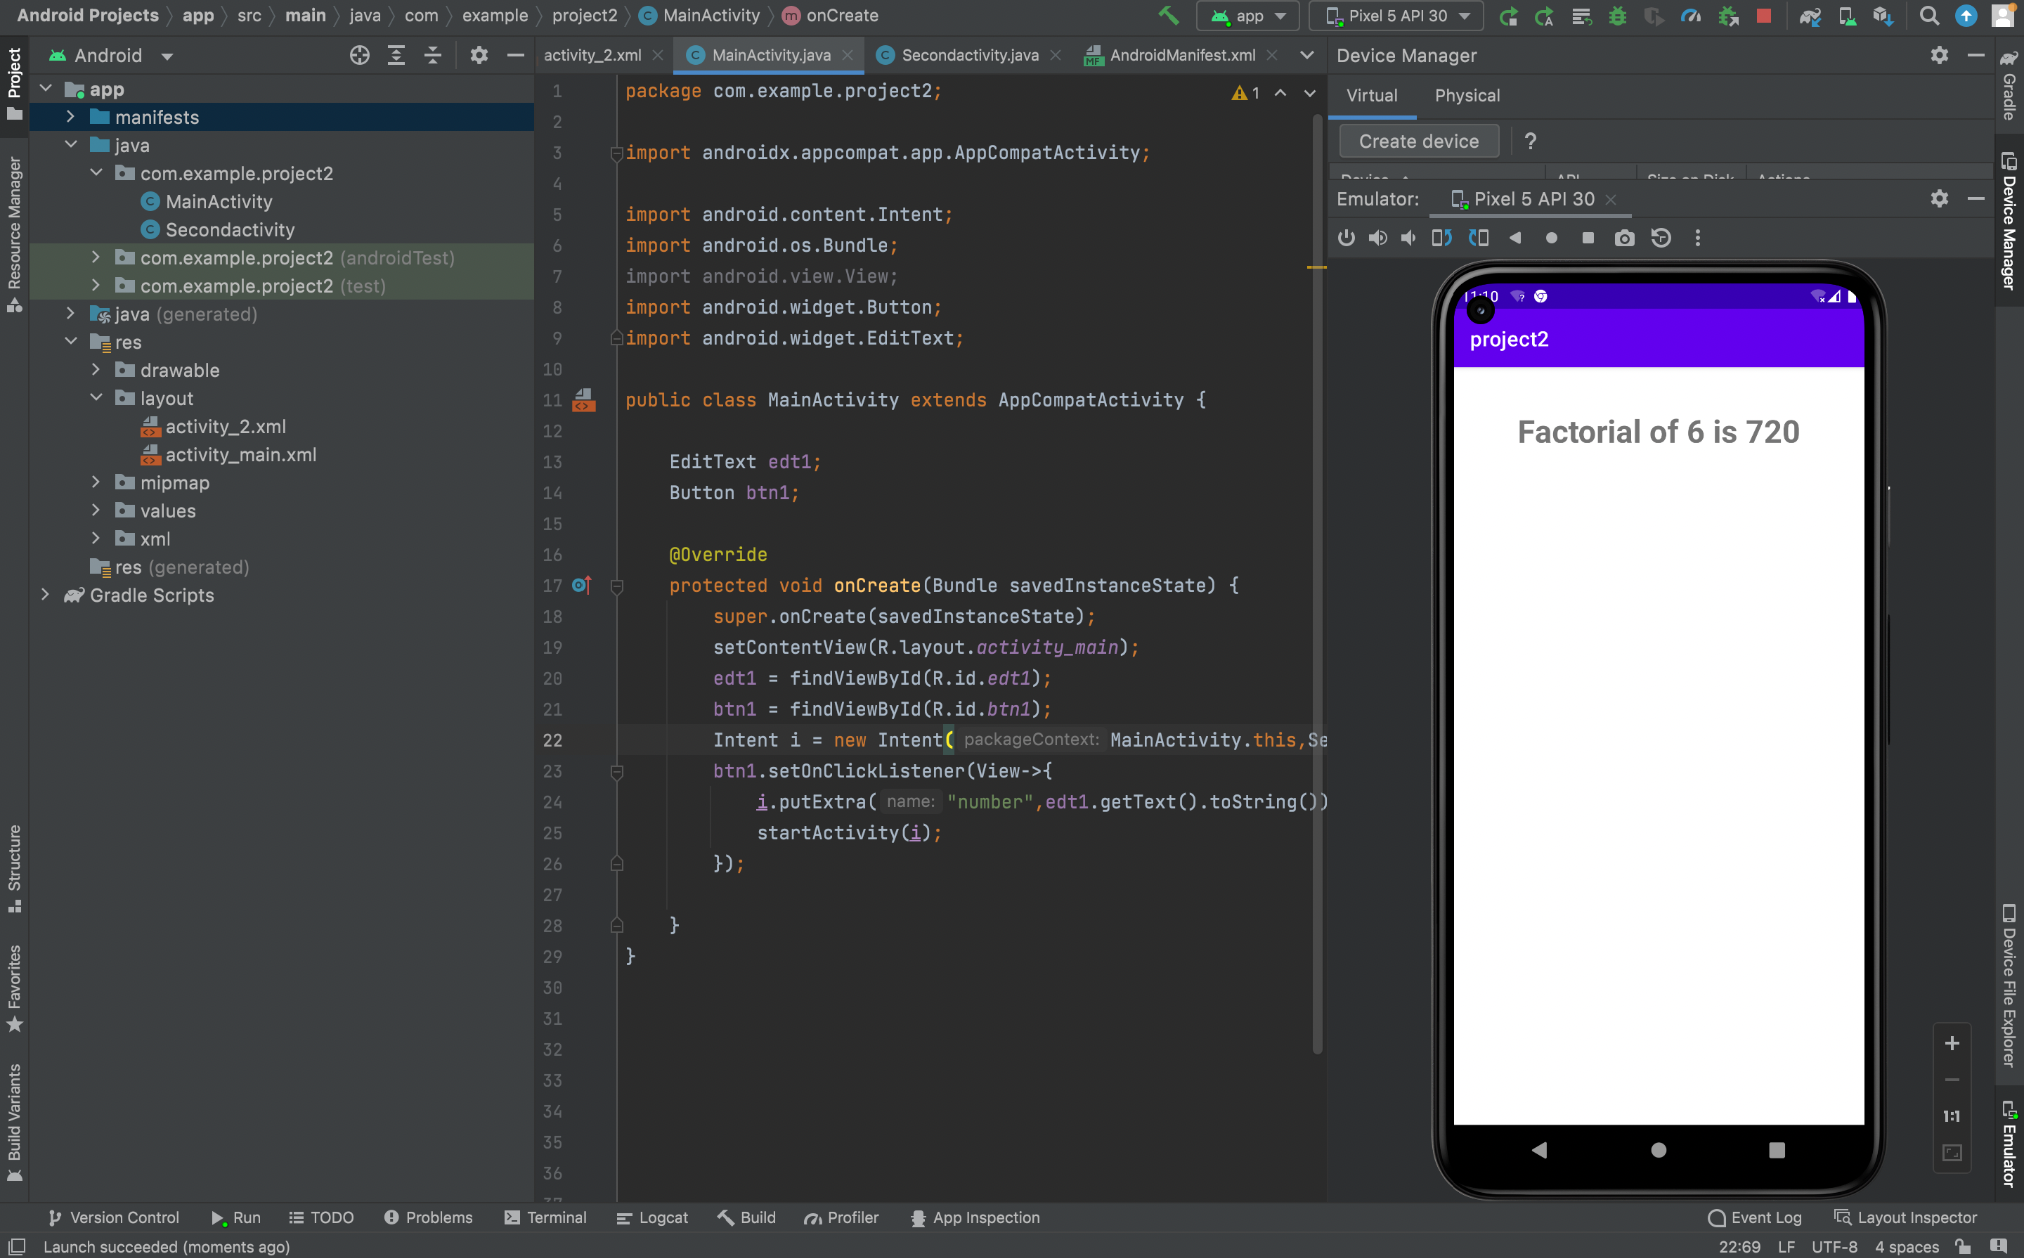 Android Projects app src main java com example project2 MainActivity onCreate
app Pixel 5 API 30
Project
Resource Manager
Structure
Favorites
Build Variants
Android
app
manifests
java
com.example.project2
MainActivity
Secondactivity
com.example.project2 (androidTest)
com.example.project2 (test)
java (generated)
res
drawable
layout
activity_2.xml
activity_main.xml
mipmap
values
xml
res (generated)
Gradle Scripts
activity_2.xml MainActivity.java Secondactivity.java AndroidManifest.xml
1 package com.example.project2; 1
2
3 import androidx.appcompat.app.AppCompatActivity;
4
5 import android.content.Intent;
6 import android.os.Bundle;
7 import android.view.View;
8 import android.widget.Button;
9 import android.widget.EditText;
10
11 public class MainActivity extends AppCompatActivity {
12
13 EditText edt1;
14 Button btn1;
15
16 @Override
17 protected void onCreate(Bundle savedInstanceState) {
18 super.onCreate(savedInstanceState);
19 setContentView(R.layout.activity_main);
20 edt1 = findViewById(R.id.edt1);
21 btn1 = findViewById(R.id.btn1);
22 Intent i = new Intent( packageContext: MainActivity.this,Se
23 btn1.setOnClickListener(View->{
24 i.putExtra( name: "number",edt1.getText().toString())
25 startActivity(i);
26 });
27
28 }
29 }
30
31
32
33
34
35
36
Device Manager
Virtual Physical
Create device ?
Device API Size on Disk Actions
Emulator: Pixel 5 API 30
11:10
project2
Factorial of 6 is 720
1:1
Gradle
Device Manager
Device File Explorer
Emulator
Version Control Run TODO Problems Terminal Logcat Build Profiler App Inspection Event Log Layout Inspector
Launch succeeded (moments ago) 22:69 LF UTF-8 4 spaces